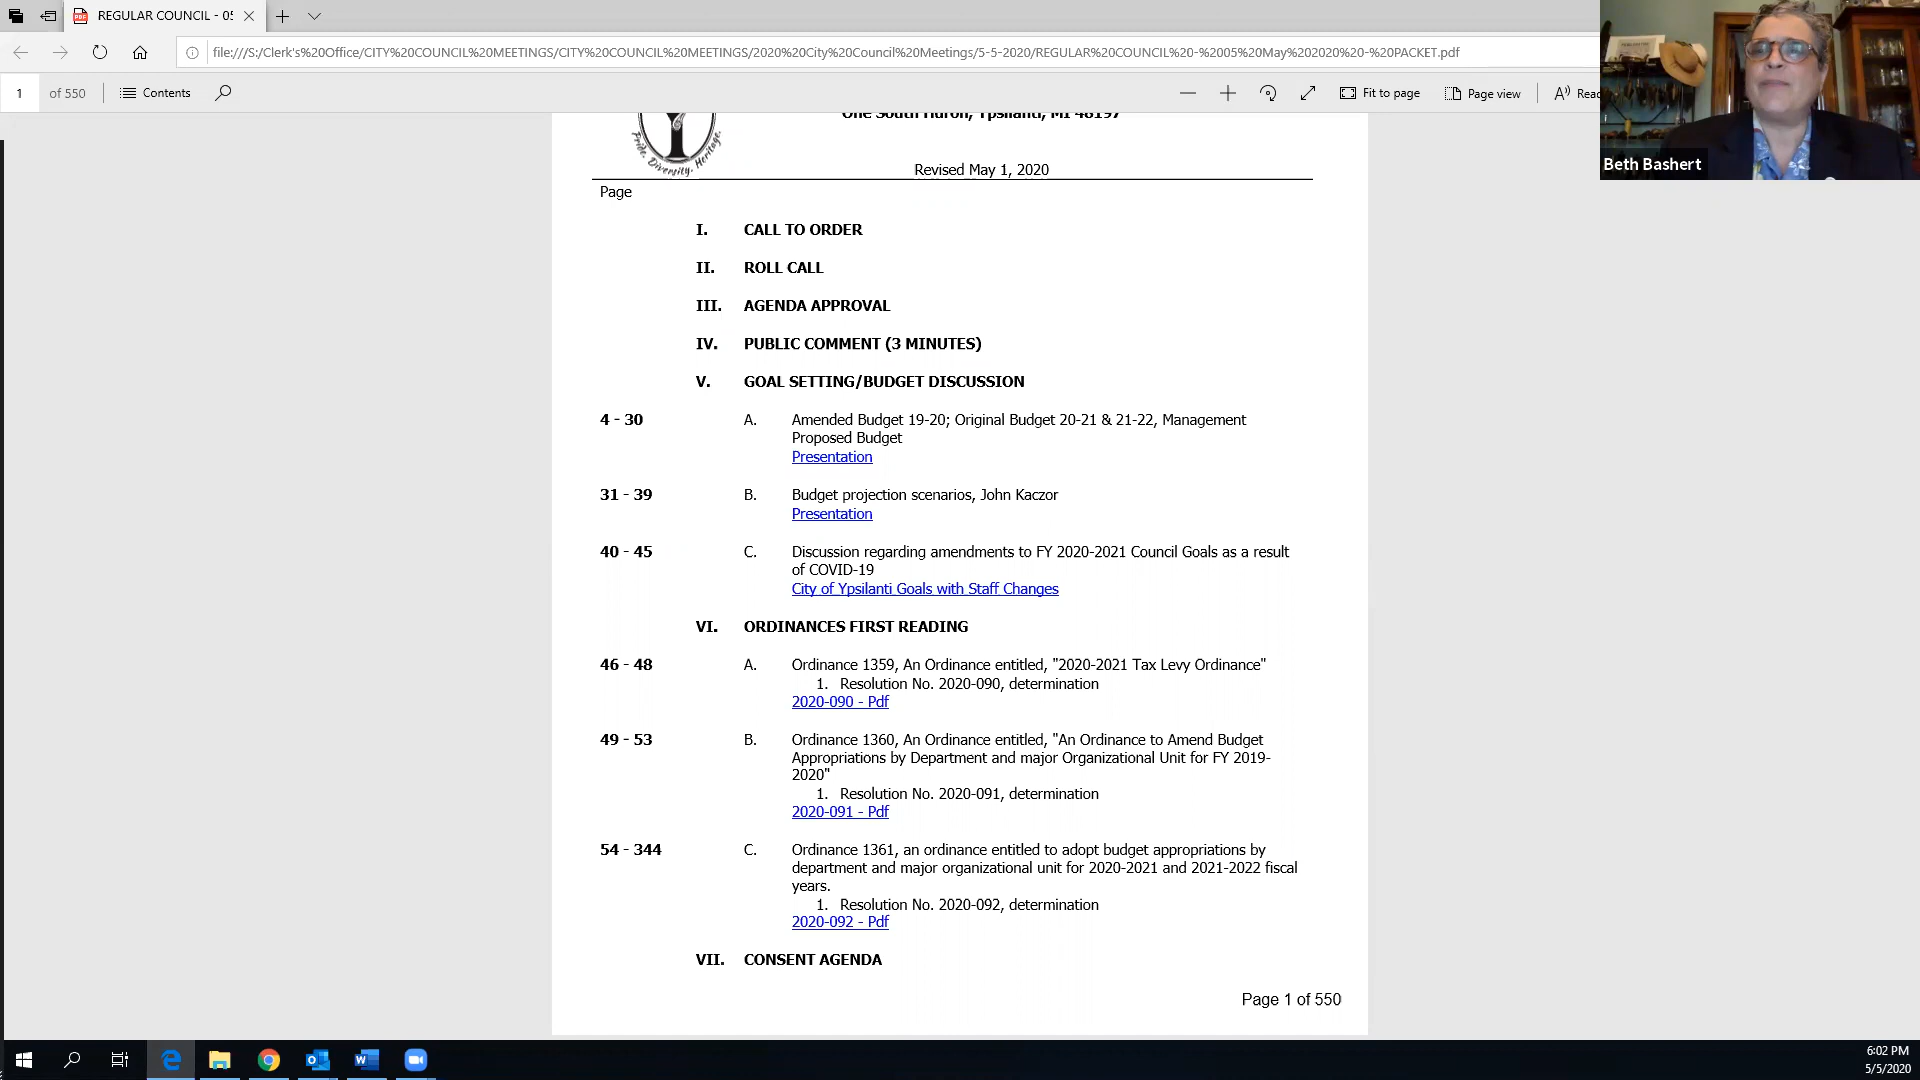 REGULAR COUNCIL - 05
file:///S:/Clerk's%20Office/CITY%20COUNCIL%20MEETINGS/CITY%20COUNCIL%20MEETINGS/2020%20City%20Council%20Meetings/5-5-2020/REGULAR%20COUNCIL%20-%2005%20May%202020%20-%20PACKET.pdf
1 of 550 Contents Fit to page Page view Read
Beth Bashert
One South Huron, Ypsilanti, MI 48197
Pride. Diversity. Heritage.
Revised May 1, 2020
Page
I. CALL TO ORDER
II. ROLL CALL
III. AGENDA APPROVAL
IV. PUBLIC COMMENT (3 MINUTES)
V. GOAL SETTING/BUDGET DISCUSSION
4 - 30 A. Amended Budget 19-20; Original Budget 20-21 & 21-22, Management
Proposed Budget
Presentation
31 - 39 B. Budget projection scenarios, John Kaczor
Presentation
40 - 45 C. Discussion regarding amendments to FY 2020-2021 Council Goals as a result
of COVID-19
City of Ypsilanti Goals with Staff Changes
VI. ORDINANCES FIRST READING
46 - 48 A. Ordinance 1359, An Ordinance entitled, "2020-2021 Tax Levy Ordinance"
1. Resolution No. 2020-090, determination
2020-090 - Pdf
49 - 53 B. Ordinance 1360, An Ordinance entitled, "An Ordinance to Amend Budget
Appropriations by Department and major Organizational Unit for FY 2019-
2020"
1. Resolution No. 2020-091, determination
2020-091 - Pdf
54 - 344 C. Ordinance 1361, an ordinance entitled to adopt budget appropriations by
department and major organizational unit for 2020-2021 and 2021-2022 fiscal
years.
1. Resolution No. 2020-092, determination
2020-092 - Pdf
VII. CONSENT AGENDA
Page 1 of 550
6:02 PM
5/5/2020